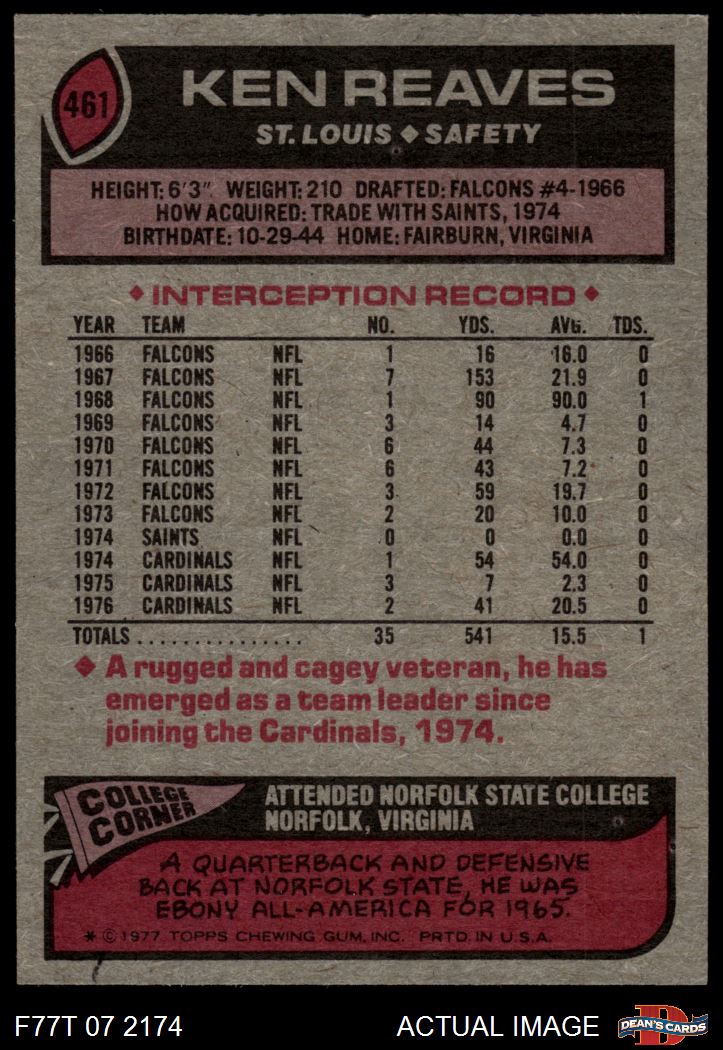 461
KEN REAVES
ST. LOUIS ◆ SAFETY
HEIGHT: 6'3" WEIGHT: 210 DRAFTED: FALCONS #4-1966
HOW ACQUIRED: TRADE WITH SAINTS, 1974
BIRTHDATE: 10-29-44 HOME: FAIRBURN, VIRGINIA
◆ INTERCEPTION RECORD ◆
YEAR TEAM NO. YDS. AVG. TDS.
1966 FALCONS NFL 1 16 16.0 0
1967 FALCONS NFL 7 153 21.9 0
1968 FALCONS NFL 1 90 90.0 1
1969 FALCONS NFL 3 14 4.7 0
1970 FALCONS NFL 6 44 7.3 0
1971 FALCONS NFL 6 43 7.2 0
1972 FALCONS NFL 3 59 19.7 0
1973 FALCONS NFL 2 20 10.0 0
1974 SAINTS NFL 0 0 0.0 0
1974 CARDINALS NFL 1 54 54.0 0
1975 CARDINALS NFL 3 7 2.3 0
1976 CARDINALS NFL 2 41 20.5 0
TOTALS ............... 35 541 15.5 1
◆ A rugged and cagey veteran, he has
emerged as a team leader since
joining the Cardinals, 1974.
COLLEGE
CORNER
ATTENDED NORFOLK STATE COLLEGE
NORFOLK, VIRGINIA
A QUARTERBACK AND DEFENSIVE
BACK AT NORFOLK STATE, HE WAS
EBONY ALL-AMERICA FOR 1965.
* © 1977 TOPPS CHEWING GUM, INC. PRTD. IN U.S.A.
F77T 07 2174
ACTUAL IMAGE
D
DEAN'S CARDS